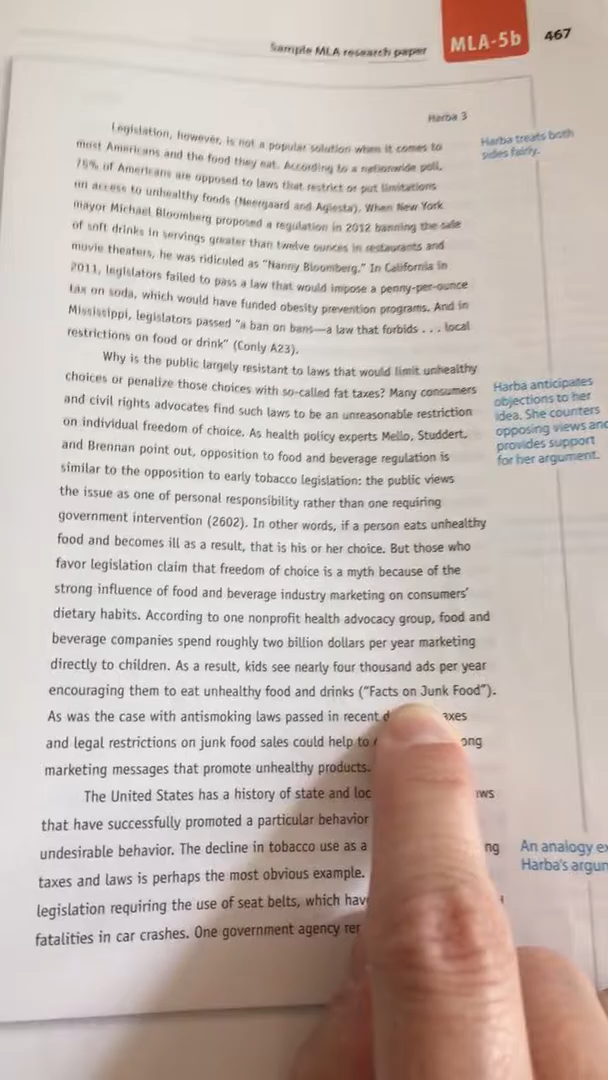 Sample MLA research paper
MLA-5b
467
Harba 3
Legislation, however, is not a popular solution when it comes to
most Americans and the food they eat. According to a nationwide poll,
75% of Americans are opposed to laws that restrict or put limitations
on access to unhealthy foods (Neergaard and Agiesta). When New York
mayor Michael Bloomberg proposed a regulation in 2012 banning the sale
of soft drinks in servings greater than twelve ounces in restaurants and
movie theaters, he was ridiculed as "Nanny Bloomberg." In California in
2011, legislators failed to pass a law that would impose a penny-per-ounce
tax on soda, which would have funded obesity prevention programs. And in
Mississippi, legislators passed "a ban on bans—a law that forbids . . . local
restrictions on food or drink" (Conly A23).
Harba treats both
sides fairly.
Why is the public largely resistant to laws that would limit unhealthy
choices or penalize those choices with so-called fat taxes? Many consumers
and civil rights advocates find such laws to be an unreasonable restriction
on individual freedom of choice. As health policy experts Mello, Studdert,
and Brennan point out, opposition to food and beverage regulation is
similar to the opposition to early tobacco legislation: the public views
the issue as one of personal responsibility rather than one requiring
government intervention (2602). In other words, if a person eats unhealthy
food and becomes ill as a result, that is his or her choice. But those who
favor legislation claim that freedom of choice is a myth because of the
strong influence of food and beverage industry marketing on consumers'
dietary habits. According to one nonprofit health advocacy group, food and
beverage companies spend roughly two billion dollars per year marketing
directly to children. As a result, kids see nearly four thousand ads per year
encouraging them to eat unhealthy food and drinks ("Facts on Junk Food").
As was the case with antismoking laws passed in recent d axes
and legal restrictions on junk food sales could help to ong
marketing messages that promote unhealthy products.
Harba anticipates
objections to her
idea. She counters
opposing views and
provides support
for her argument.
The United States has a history of state and loc ws
that have successfully promoted a particular behavior
undesirable behavior. The decline in tobacco use as a ng
taxes and laws is perhaps the most obvious example.
legislation requiring the use of seat belts, which hav
fatalities in car crashes. One government agency rer
An analogy ex
Harba's argum